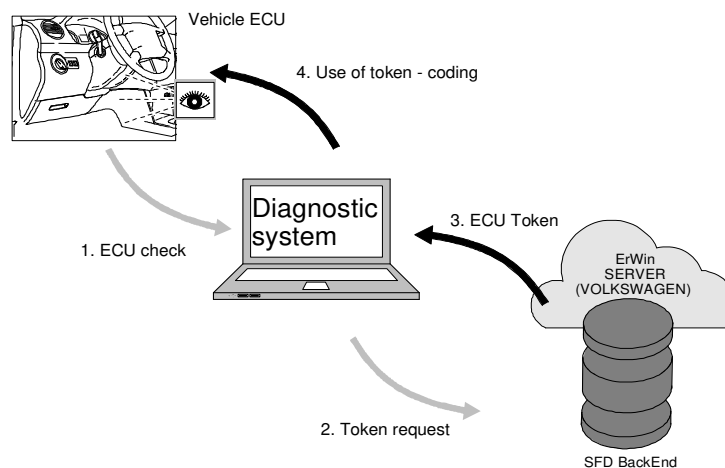 Vehicle ECU
4. Use of token - coding
Diagnostic
system
3. ECU Token
1. ECU check
ErWin
SERVER
(VOLKSWAGEN)
2. Token request
SFD BackEnd